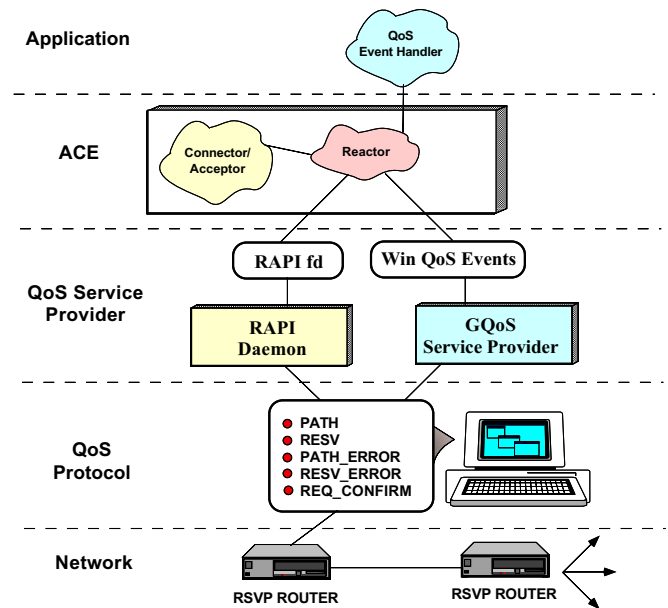 Application
QoS
Event Handler
ACE
Connector/
Acceptor
Reactor
RAPI fd
Win QoS Events
QoS Service
Provider
RAPI
Daemon
GQoS
Service Provider
QoS
Protocol
PATH
RESV
PATH_ERROR
RESV_ERROR
REQ_CONFIRM
Network
RSVP ROUTER
RSVP ROUTER